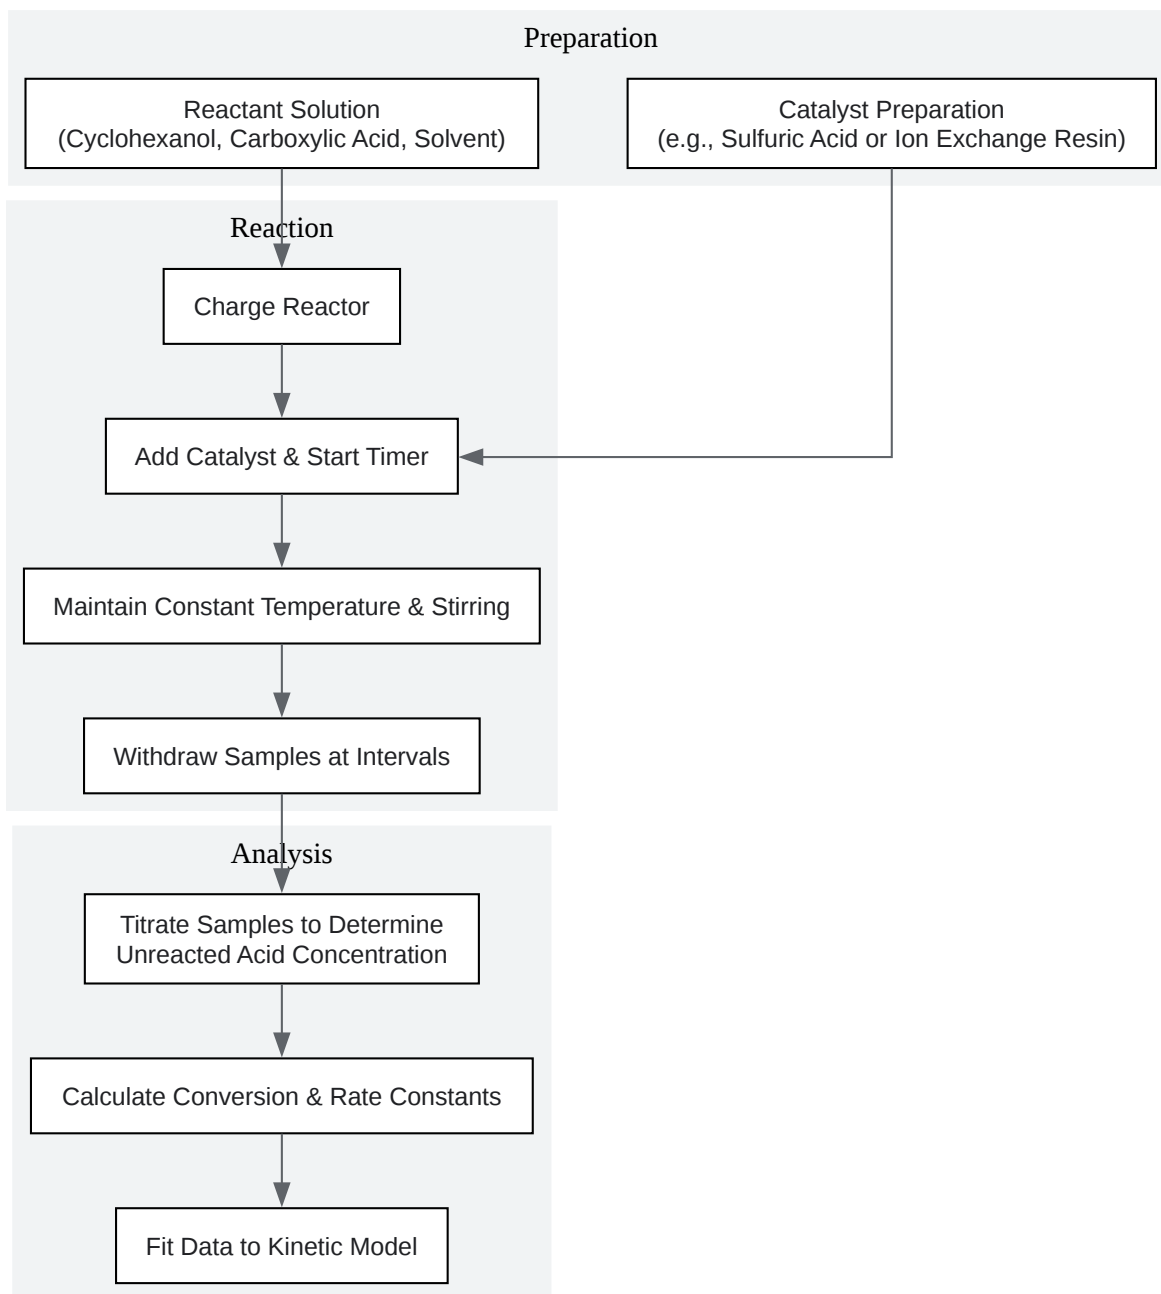 Preparation
Reactant Solution
(Cyclohexanol, Carboxylic Acid, Solvent)
Catalyst Preparation
(e.g., Sulfuric Acid or Ion Exchange Resin)
Reaction
Charge Reactor
Add Catalyst & Start Timer
Maintain Constant Temperature & Stirring
Withdraw Samples at Intervals
Analysis
Titrate Samples to Determine
Unreacted Acid Concentration
Calculate Conversion & Rate Constants
Fit Data to Kinetic Model